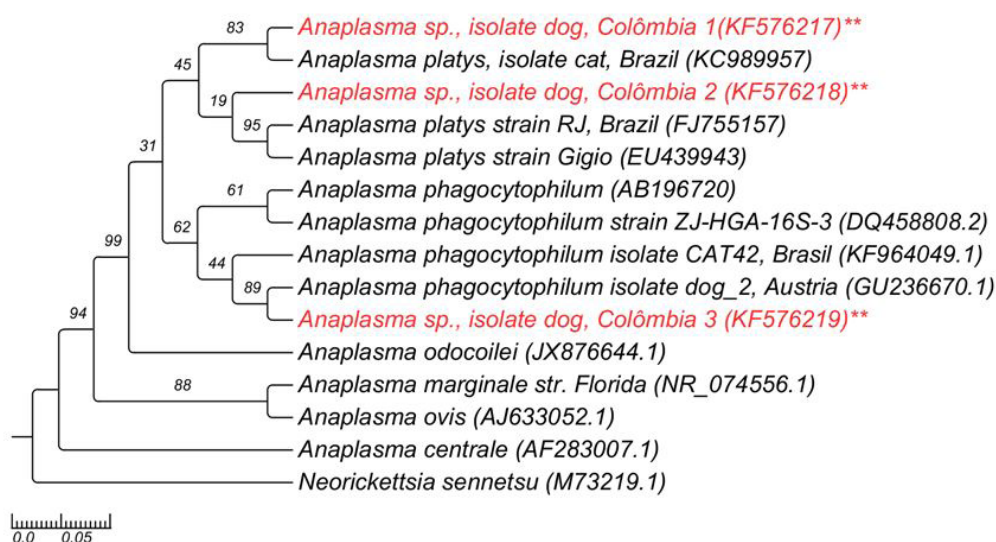 83
Anaplasma sp., isolate dog, Colômbia 1(KF576217)**
Anaplasma platys, isolate cat, Brazil (KC989957)
45
Anaplasma sp., isolate dog, Colômbia 2 (KF576218)**
19
Anaplasma platys strain RJ, Brazil (FJ755157)
95
Anaplasma platys strain Gigio (EU439943)
31
Anaplasma phagocytophilum (AB196720)
61
Anaplasma phagocytophilum strain ZJ-HGA-16S-3 (DQ458808.2)
62
Anaplasma phagocytophilum isolate CAT42, Brasil (KF964049.1)
44
Anaplasma phagocytophilum isolate dog_2, Austria (GU236670.1)
89
Anaplasma sp., isolate dog, Colômbia 3 (KF576219)**
99
Anaplasma odocoilei (JX876644.1)
94
Anaplasma marginale str. Florida (NR_074556.1)
88
Anaplasma ovis (AJ633052.1)
Anaplasma centrale (AF283007.1)
Neorickettsia sennetsu (M73219.1)
0.0 0.05